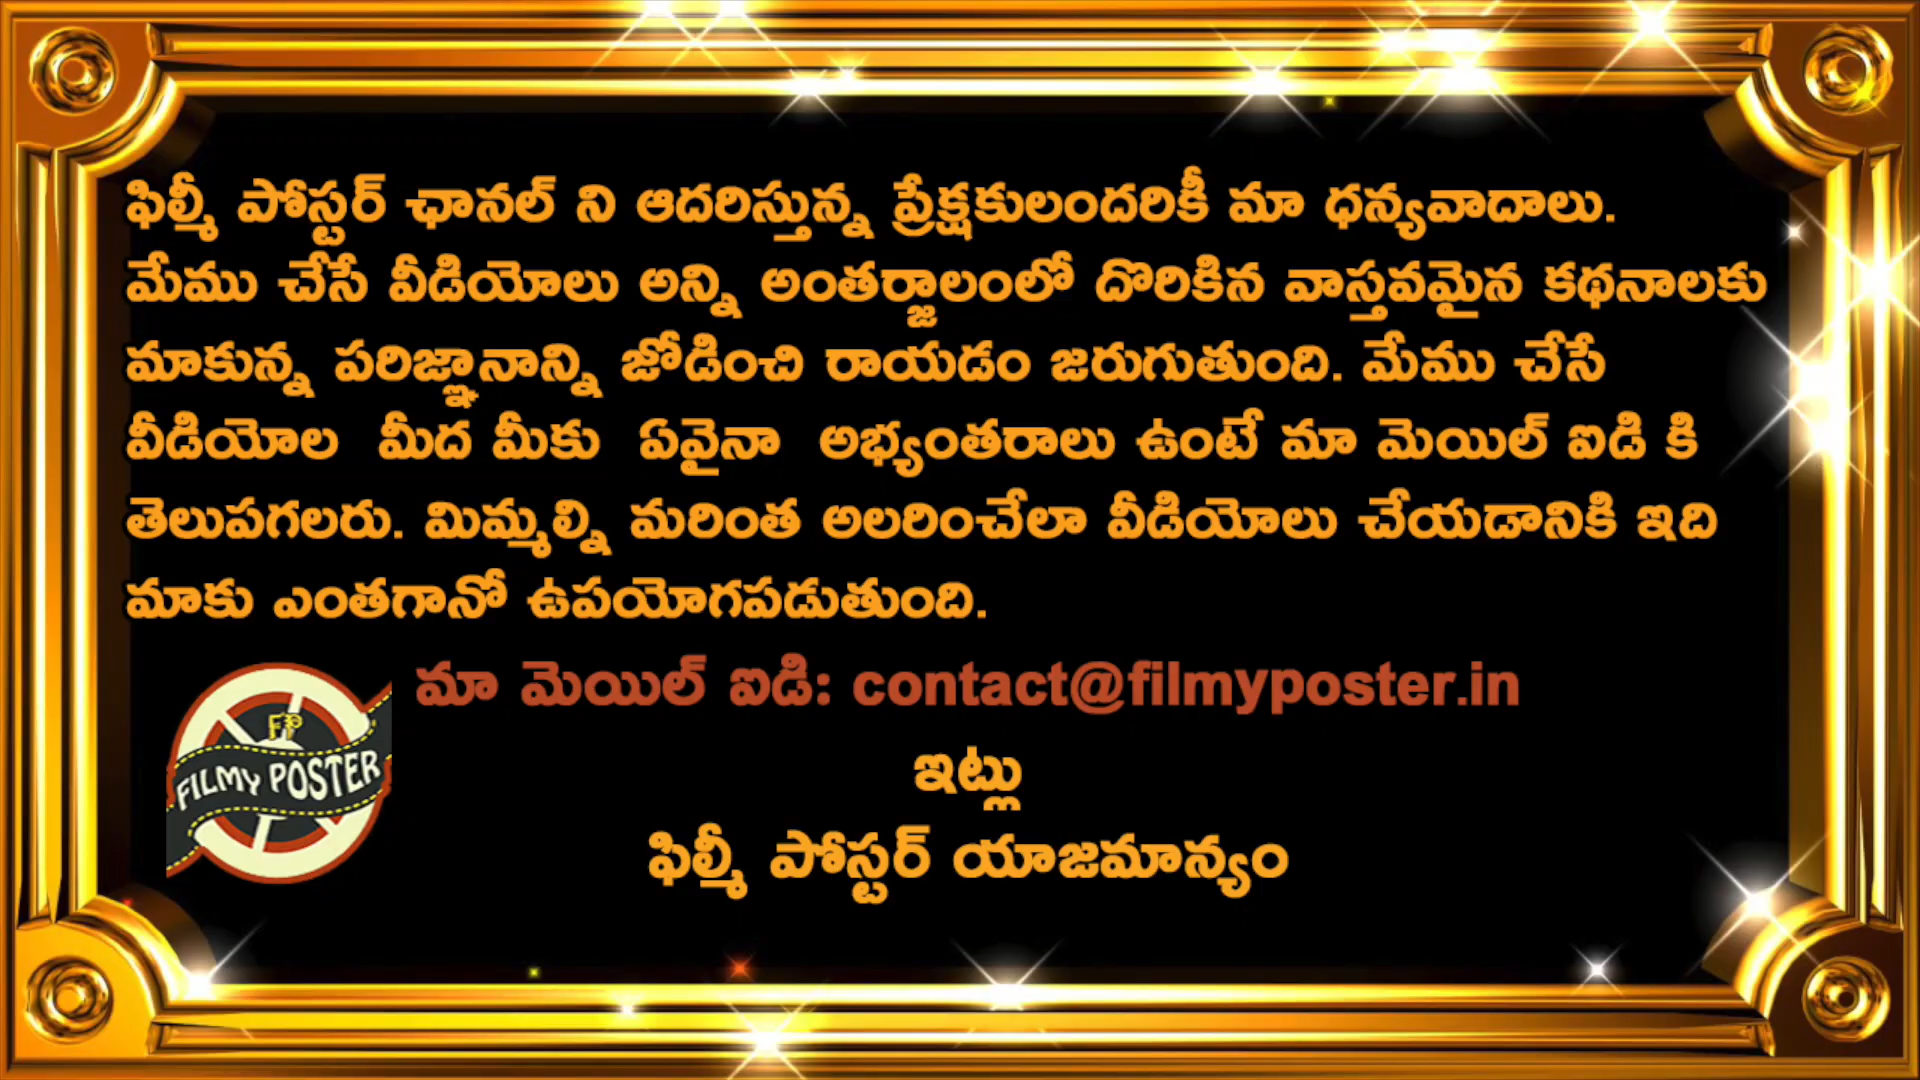 ఫిల్మీ పోస్టర్ ఛానల్ ని ఆదరిస్తున్న ప్రేక్షకులందరికీ మా ధన్యవాదాలు.
మేము చేసే వీడియోలు అన్ని అంతర్జాలంలో దొరికిన వాస్తవమైన కథనాలకు
మాకున్న పరిజ్ఞానాన్ని జోడించి రాయడం జరుగుతుంది. మేము చేసే
వీడియోల మీద మీకు ఏవైనా అభ్యంతరాలు ఉంటే మా మెయిల్ ఐడి కి
తెలుపగలరు. మిమ్మల్ని మరింత అలరించేలా వీడియోలు చేయడానికి ఇది
మాకు ఎంతగానో ఉపయోగపడుతుంది.
మా మెయిల్ ఐడి: contact@filmyposter.in
FP
FILMY POSTER
ఇట్లు
ఫిల్మీ పోస్టర్ యాజమాన్యం